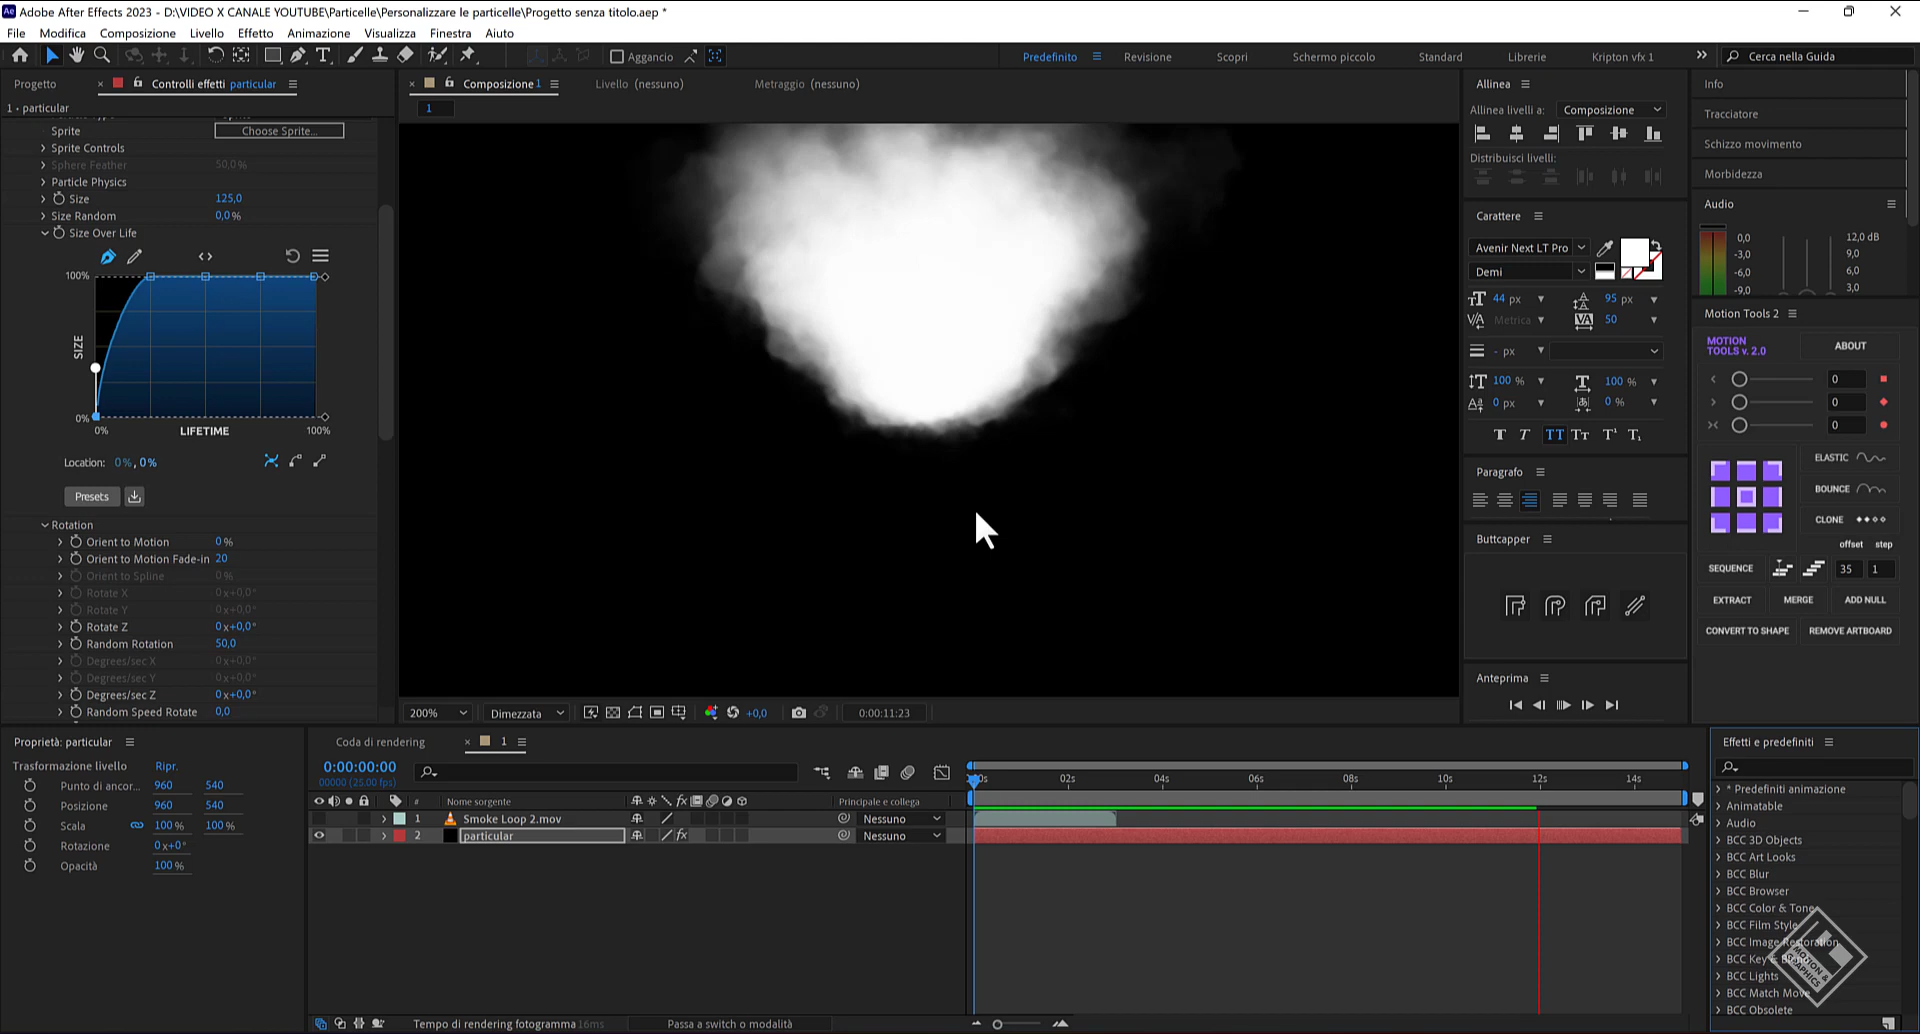 Ae Adobe After Effects 2023 - D:\VIDEO X CANALE YOUTUBE\Particelle\Personalizzare le particelle\Progetto senza titolo.aep *
File Modifica Composizione Livello Effetto Animazione Visualizza Finestra Aiuto
Aggancio
Predefinito Revisione Scopri Schermo piccolo Standard Librerie Kripton vfx 1
Cerca nella Guida
Progetto
Controlli effetti particular
1 • particular
Sprite Choose Sprite...
Sprite Controls
Sphere Feather 50,0%
Particle Physics
Size 125,0
Size Random 0,0%
Size Over Life
100%
SIZE
0%
0% LIFETIME 100%
Location: 0%, 0%
Presets
Rotation
Orient to Motion 0%
Orient to Motion Fade-in 20
Orient to Spline 0%
Rotate X 0x+0,0°
Rotate Y 0x+0,0°
Rotate Z 0x+0,0°
Random Rotation 50,0
Degrees/sec X 0x+0,0°
Degrees/sec Y 0x+0,0°
Degrees/sec Z 0x+0,0°
Random Speed Rotate 0,0
Composizione 1
Livello (nessuno)
Metraggio (nessuno)
1
200% Dimezzata +0,0 0:00:11:23
Allinea
Allinea livelli a: Composizione
Distribuisci livelli:
Carattere
Avenir Next LT Pro
Demi
44 px 95 px
Metrica 50
- px
100 % 100 %
0 px 0 %
Paragrafo
Buttcapper
Anteprima
Info
Tracciatore
Schizzo movimento
Morbidezza
Audio
0,0
-3,0
-6,0
-9,0
12,0 dB
9,0
6,0
3,0
Motion Tools 2
MOTION
TOOLS v. 2.0
ABOUT
0
0
0
ELASTIC
BOUNCE
CLONE
offset step
SEQUENCE 35 1
EXTRACT MERGE ADD NULL
CONVERT TO SHAPE REMOVE ARTBOARD
Proprietà: particular
Trasformazione livello Ripr.
Punto di ancor... 960 540
Posizione 960 540
Scala 100 % 100 %
Rotazione 0x+0°
Opacità 100 %
Coda di rendering
1
0:00:00:00
00000 (25.00 fps)
# Nome sorgente Principale e collega
1 Smoke Loop 2.mov Nessuno
2 particular fx Nessuno
02s 04s 06s 08s 10s 12s 14s
Tempo di rendering fotogramma 16ms
Passa a switch o modalità
Effetti e predefiniti
* Predefiniti animazione
Animatable
Audio
BCC 3D Objects
BCC Art Looks
BCC Blur
BCC Browser
BCC Color & Tone
BCC Film Style
BCC Image Restoration
BCC Key & Blend
BCC Lights
BCC Match Move
BCC Obsolete
MOTION &
GRAPHICS